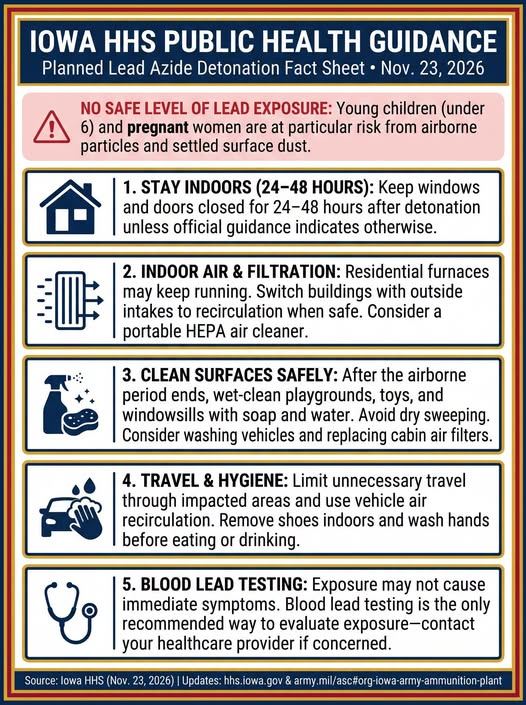 IOWA HHS PUBLIC HEALTH GUIDANCE
Planned Lead Azide Detonation Fact Sheet • Nov. 23, 2026
NO SAFE LEVEL OF LEAD EXPOSURE: Young children (under
6) and pregnant women are at particular risk from airborne
particles and settled surface dust.
1. STAY INDOORS (24–48 HOURS): Keep windows
and doors closed for 24–48 hours after detonation
unless official guidance indicates otherwise.
2. INDOOR AIR & FILTRATION: Residential furnaces
may keep running. Switch buildings with outside
intakes to recirculation when safe. Consider a
portable HEPA air cleaner.
3. CLEAN SURFACES SAFELY: After the airborne
period ends, wet-clean playgrounds, toys, and
windowsills with soap and water. Avoid dry sweeping.
Consider washing vehicles and replacing cabin air filters.
4. TRAVEL & HYGIENE: Limit unnecessary travel
through impacted areas and use vehicle air
recirculation. Remove shoes indoors and wash hands
before eating or drinking.
5. BLOOD LEAD TESTING: Exposure may not cause
immediate symptoms. Blood lead testing is the only
recommended way to evaluate exposure—contact
your healthcare provider if concerned.
Source: Iowa HHS (Nov. 23, 2026) | Updates: hhs.iowa.gov & army.mil/asc#org-iowa-army-ammunition-plant